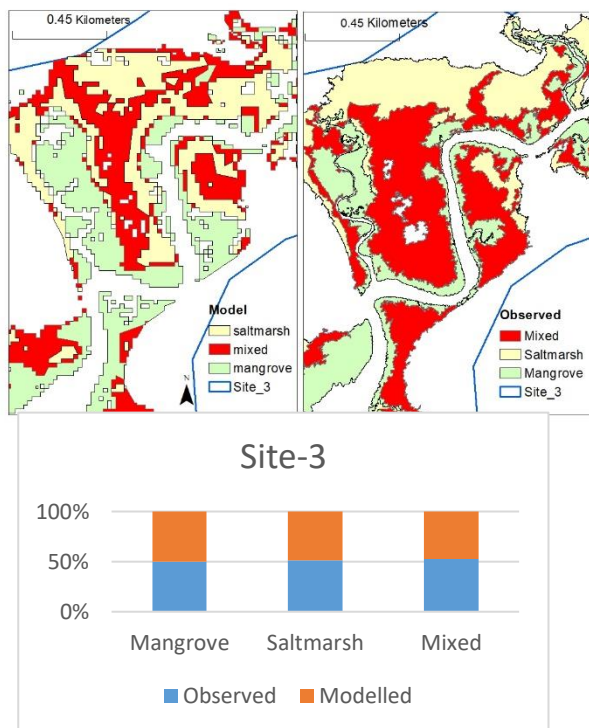 0.45 Kilometers
N
Model
saltmarsh
mixed
mangrove
Site_3
0.45 Kilometers
Observed
Mixed
Saltmarsh
Mangrove
Site_3
Site-3
100%
50%
0%
Mangrove Saltmarsh Mixed
Observed Modelled